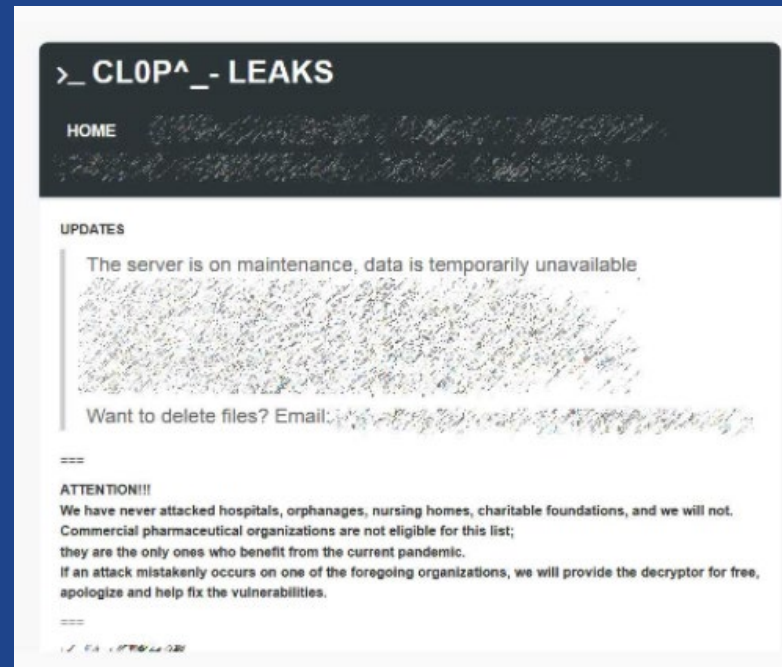 >_ CL0P^_- LEAKS
HOME
UPDATES
The server is on maintenance, data is temporarily unavailable
Want to delete files? Email:
===
ATTENTION!!!
We have never attacked hospitals, orphanages, nursing homes, charitable foundations, and we will not.
Commercial pharmaceutical organizations are not eligible for this list;
they are the only ones who benefit from the current pandemic.
If an attack mistakenly occurs on one of the foregoing organizations, we will provide the decryptor for free,
apologize and help fix the vulnerabilities.
===